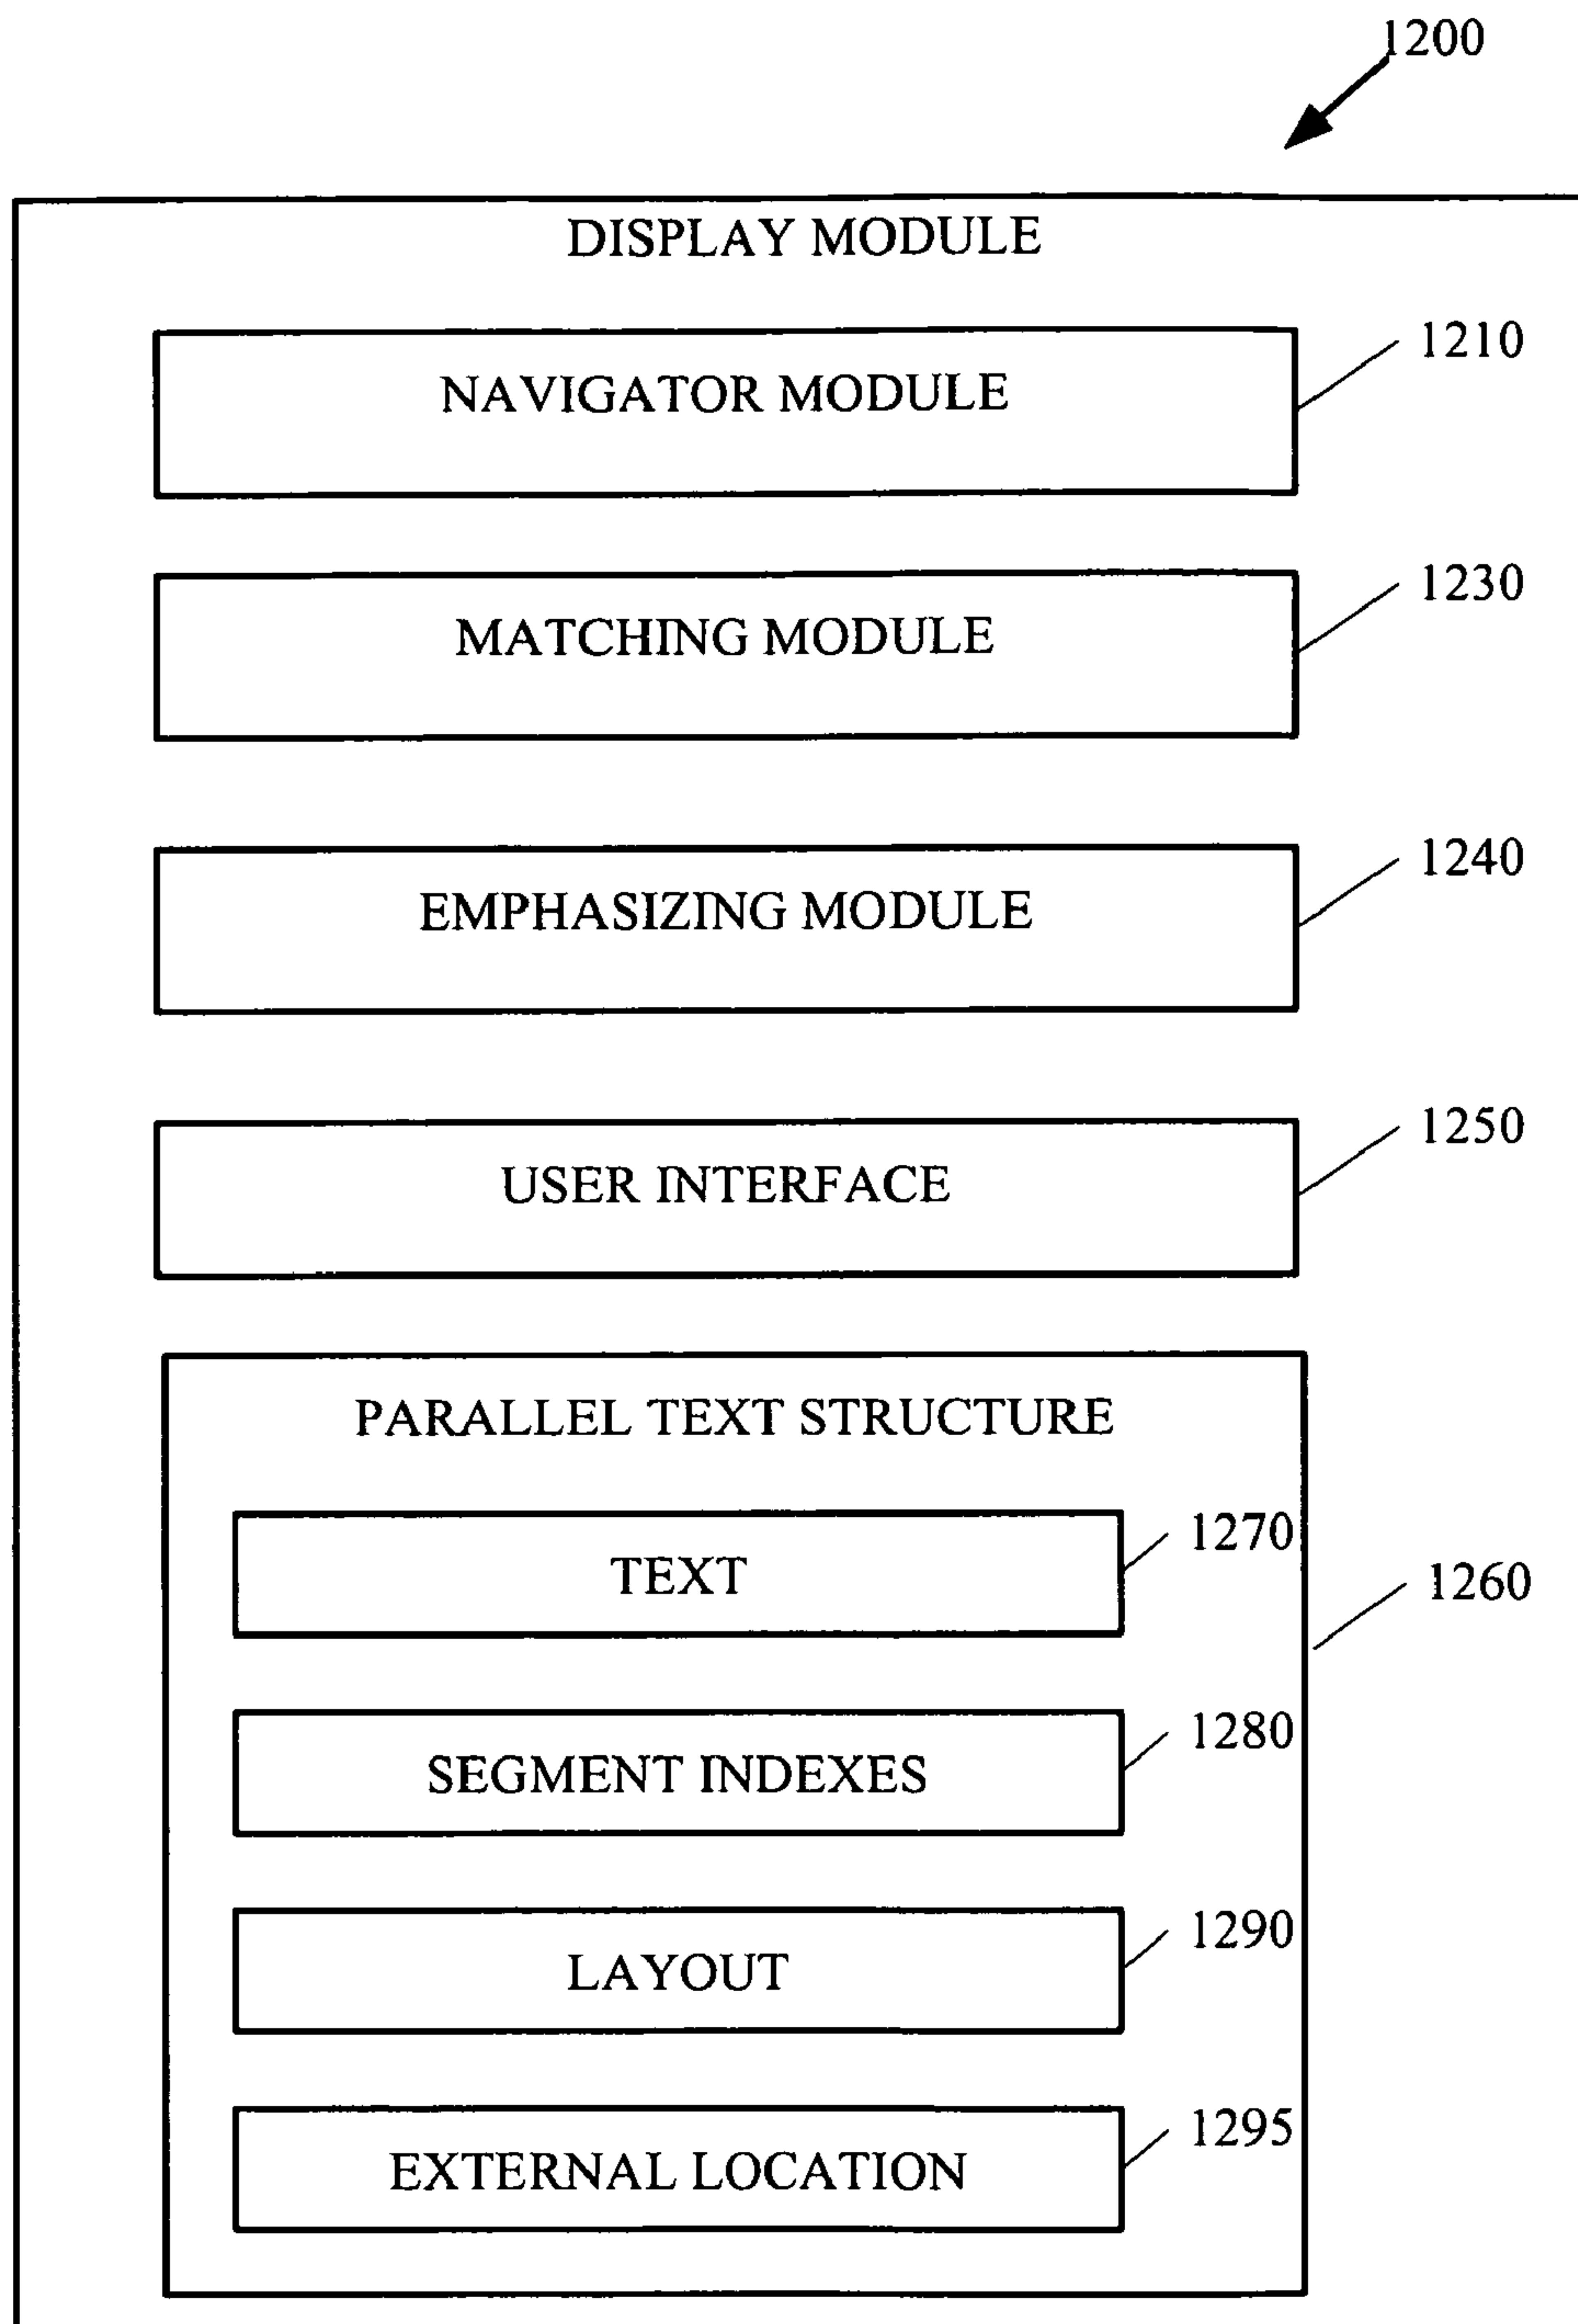 1200
DISPLAY MODULE
NAVIGATOR MODULE
1210
MATCHING MODULE
1230
EMPHASIZING MODULE
1240
USER INTERFACE
1250
PARALLEL TEXT STRUCTURE
TEXT
1270
1260
SEGMENT INDEXES
1280
LAYOUT
1290
EXTERNAL LOCATION
1295